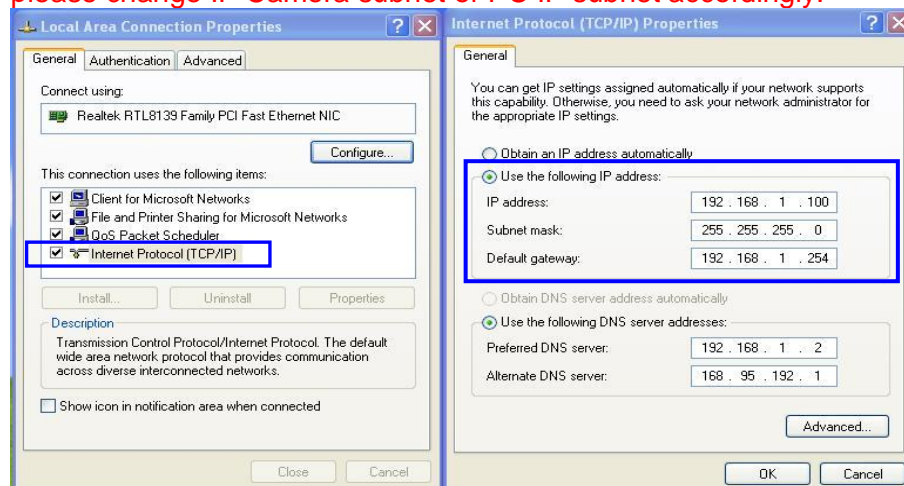 please change IP Camera subnet or PC IP subnet accordingly.
Local Area Connection Properties
General Authentication Advanced
Connect using:
Realtek RTL8139 Family PCI Fast Ethernet NIC
Configure...
This connection uses the following items:
Client for Microsoft Networks
File and Printer Sharing for Microsoft Networks
QoS Packet Scheduler
Internet Protocol (TCP/IP)
Install... Uninstall Properties
Description
Transmission Control Protocol/Internet Protocol. The default
wide area network protocol that provides communication
across diverse interconnected networks.
Show icon in notification area when connected
Close Cancel
Internet Protocol (TCP/IP) Properties
General
You can get IP settings assigned automatically if your network supports
this capability. Otherwise, you need to ask your network administrator for
the appropriate IP settings.
Obtain an IP address automatically
Use the following IP address:
IP address: 192 . 168 . 1 . 100
Subnet mask: 255 . 255 . 255 . 0
Default gateway: 192 . 168 . 1 . 254
Obtain DNS server address automatically
Use the following DNS server addresses:
Preferred DNS server: 192 . 168 . 1 . 2
Alternate DNS server: 168 . 95 . 192 . 1
Advanced...
OK Cancel